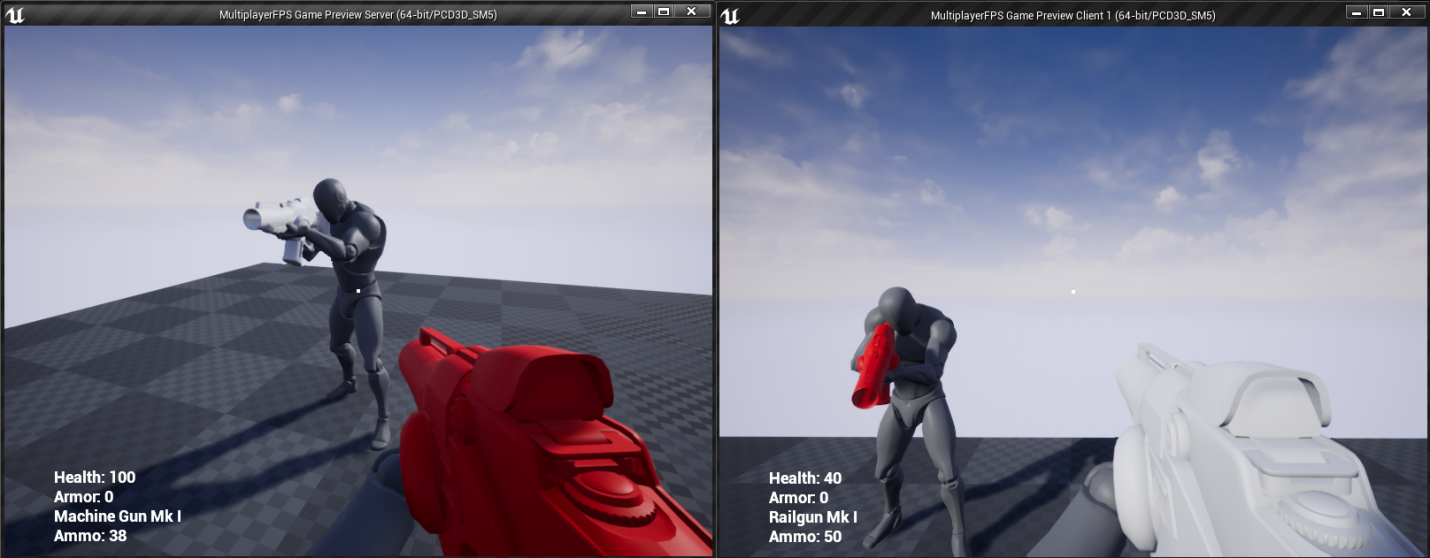 MultiplayerFPS Game Preview Server (64-bit/PCD3D_SM5)
Health: 100
Armor: 0
Machine Gun Mk I
Ammo: 38
MultiplayerFPS Game Preview Client 1 (64-bit/PCD3D_SM5)
Health: 40
Armor: 0
Railgun Mk I
Ammo: 50